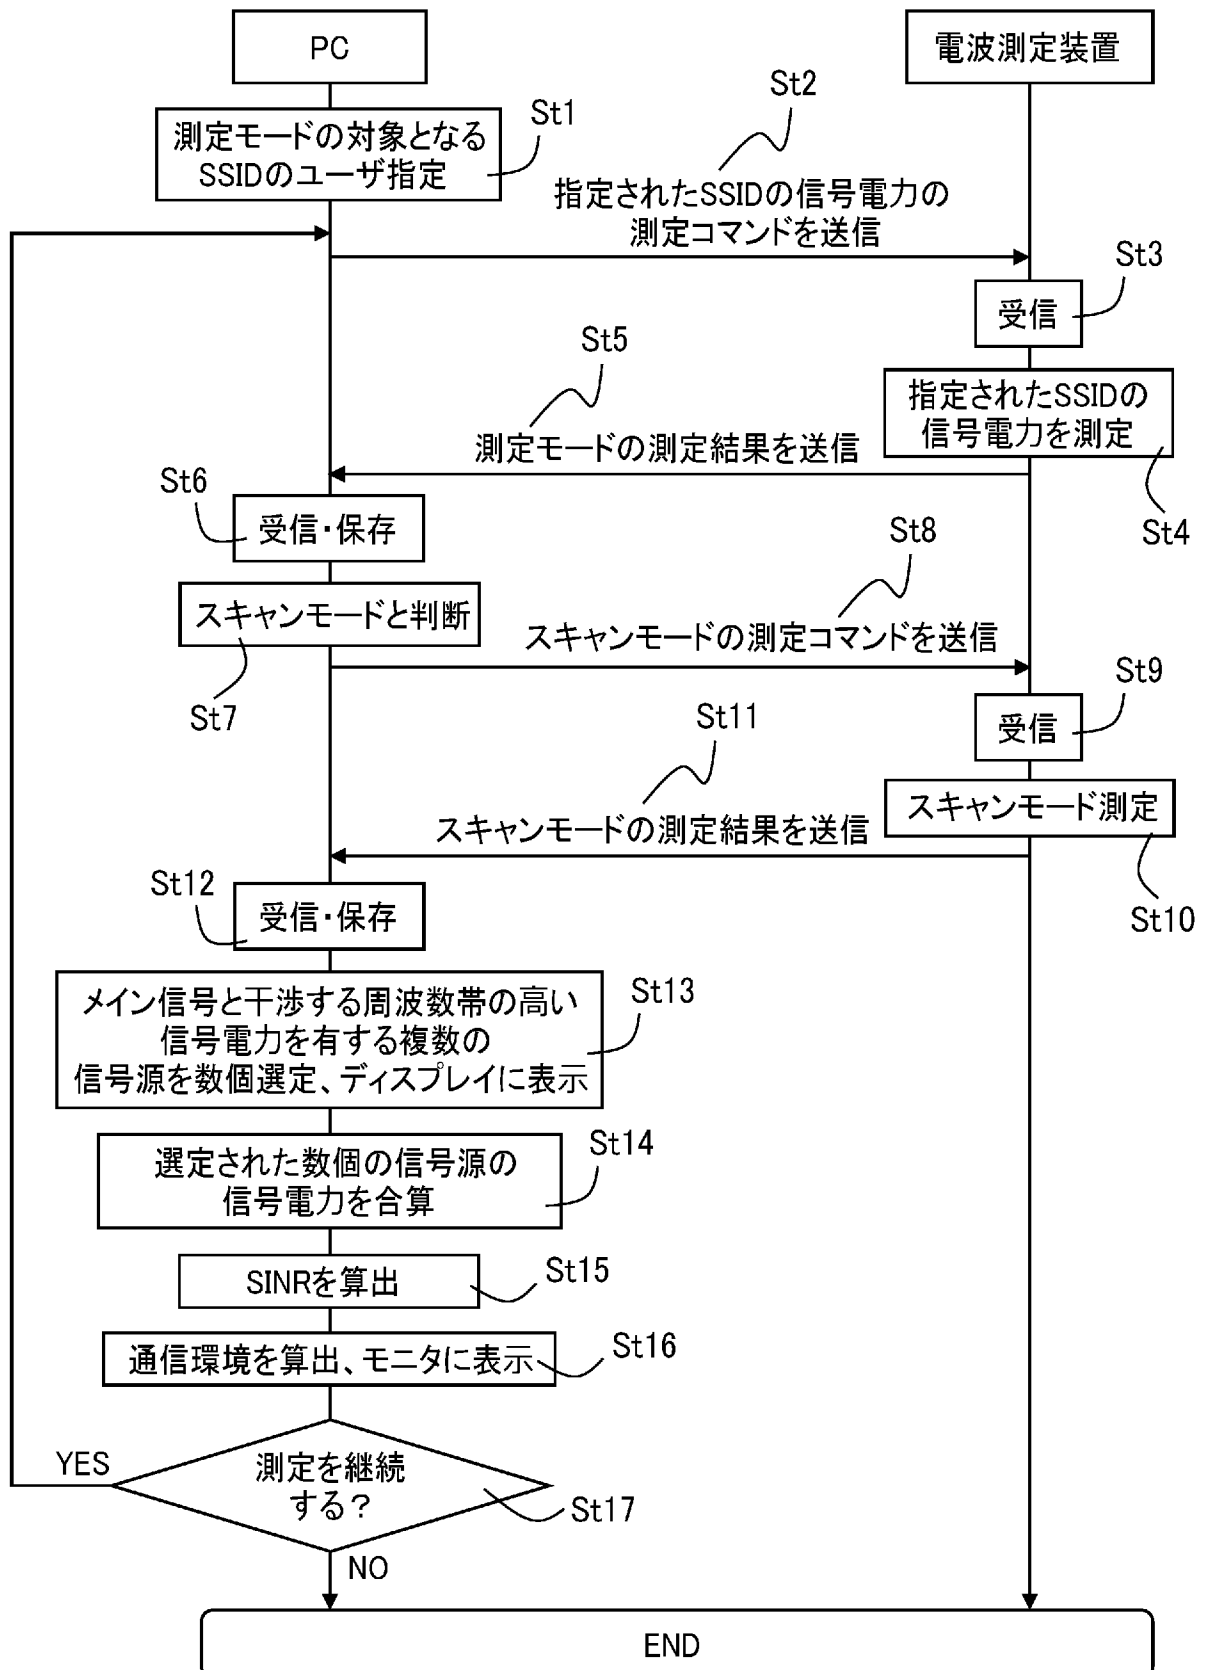 PC
電波測定装置
St1
測定モードの対象となる
SSIDのユーザ指定
St2
指定されたSSIDの信号電力の
測定コマンドを送信
St3
受信
St5
指定されたSSIDの
信号電力を測定
測定モードの測定結果を送信
St4
St6
受信・保存
St8
スキャンモードと判断
スキャンモードの測定コマンドを送信
St7
St9
受信
St11
スキャンモード測定
スキャンモードの測定結果を送信
St10
St12
受信・保存
メイン信号と干渉する周波数帯の高い
信号電力を有する複数の
信号源を数個選定、ディスプレイに表示
St13
選定された数個の信号源の
信号電力を合算
St14
SINRを算出
St15
通信環境を算出、モニタに表示
St16
YES
測定を継続
する?
St17
NO
END